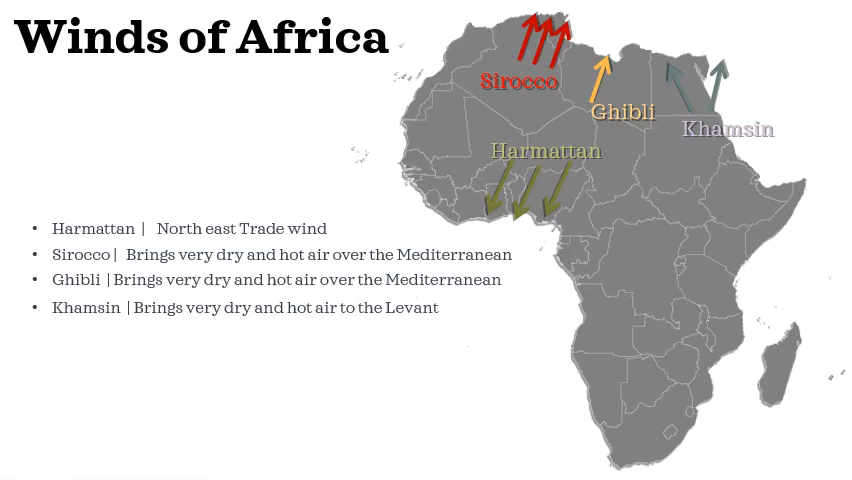 Winds of Africa
Sirocco
Ghibli
Khamsin
Harmattan
• Harmattan | North east Trade wind
• Sirocco | Brings very dry and hot air over the Mediterranean
• Ghibli | Brings very dry and hot air over the Mediterranean
• Khamsin | Brings very dry and hot air to the Levant